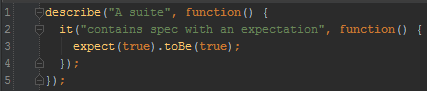 1 describe("A suite", function() {
2   it("contains spec with an expectation", function() {
3     expect(true).toBe(true);
4   });
5 });